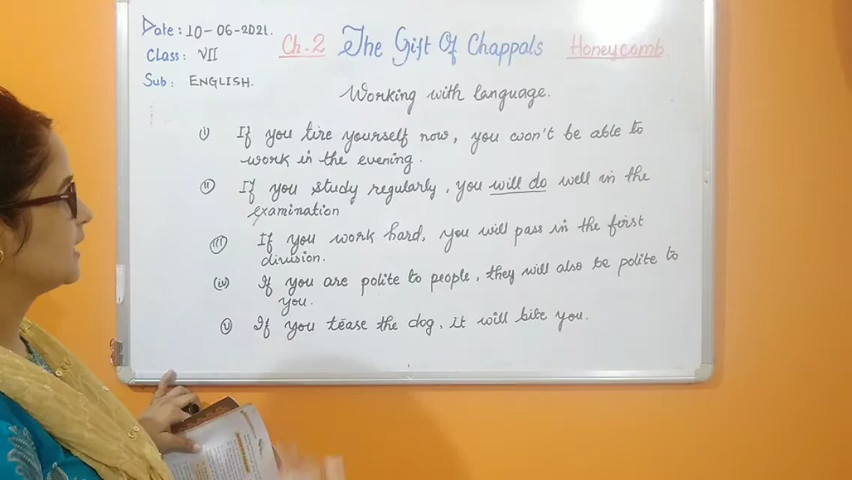 Date: 10-06-2021.
Class: VII
Sub: ENGLISH.
Ch-2 The Gift Of Chappals Honeycomb
Working with language.
i) If you tire yourself now, you won't be able to
work in the evening.
ii) If you study regularly, you will do well in the
examination
iii) If you work hard, you will pass in the first
division.
iv) If you are polite to people, they will also be polite to
you.
v) If you tease the dog, it will bite you.